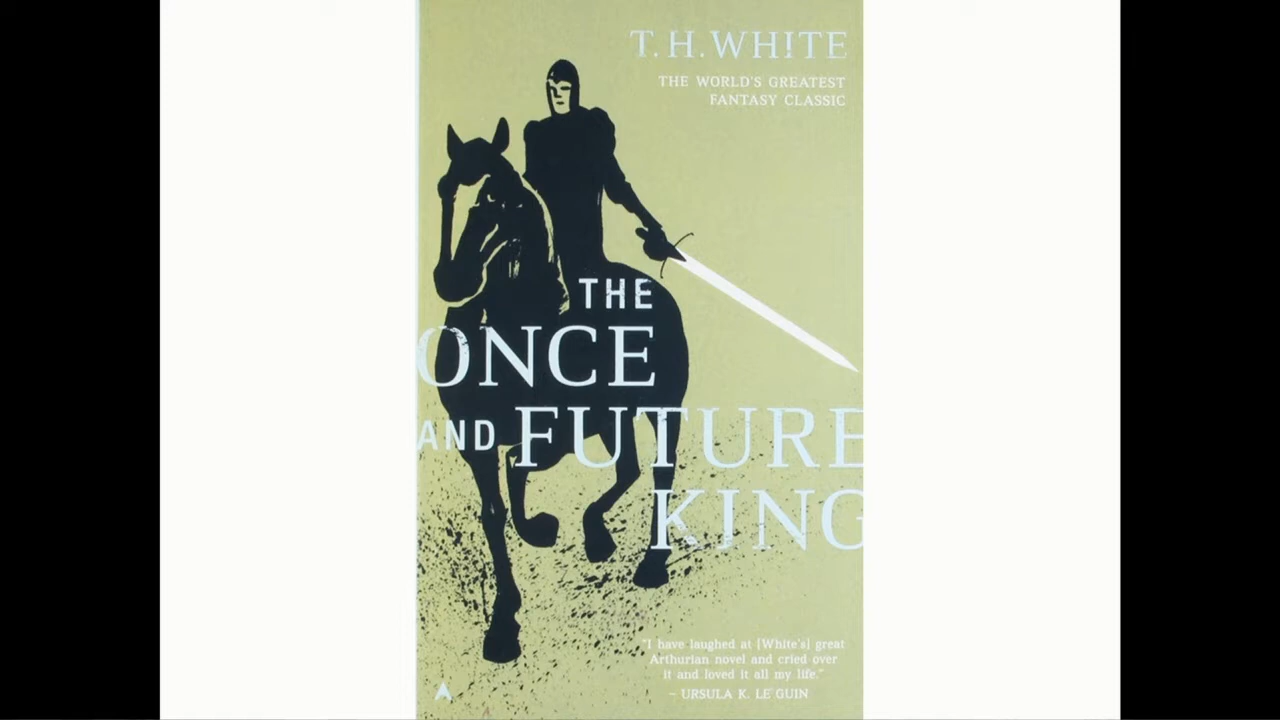 T. H. WHITE
THE WORLD'S GREATEST
FANTASY CLASSIC
THE
ONCE
AND FUTURE
KING
"I have laughed at [White's] great
Arthurian novel and cried over
it and loved it all my life."
~ URSULA K. LE GUIN